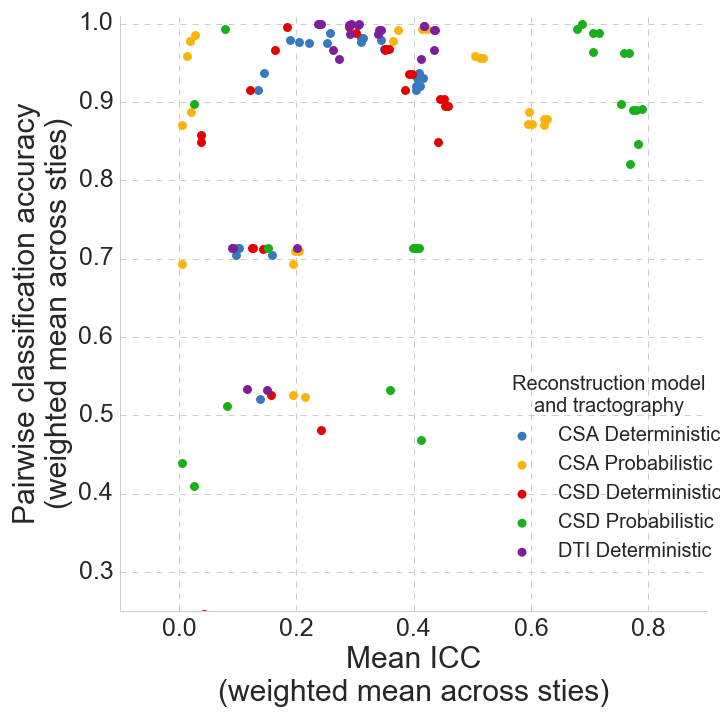 Pairwise classification accuracy
(weighted mean across sties)
1.0
0.9
0.8
0.7
0.6
0.5
0.4
0.3
Reconstruction model
and tractography
CSA Deterministic
CSA Probabilistic
CSD Deterministic
CSD Probabilistic
DTI Deterministic
0.0 0.2 0.4 0.6 0.8
Mean ICC
(weighted mean across sties)